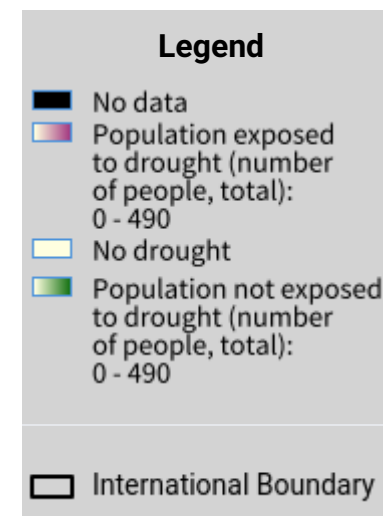 Legend
No data
Population exposed
to drought (number
of people, total):
0 - 490
No drought
Population not exposed
to drought (number
of people, total):
0 - 490
International Boundary